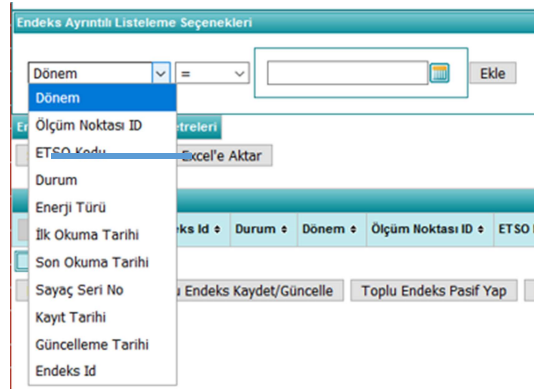 Endeks Ayrıntılı Listeleme Seçenekleri
Dönem = Ekle
Dönem
Ölçüm Noktası ID
ETSO Kodu
Durum
Enerji Türü
İlk Okuma Tarihi
Son Okuma Tarihi
Sayaç Seri No
Kayıt Tarihi
Güncelleme Tarihi
Endeks Id
Excel'e Aktar
Durum Dönem Ölçüm Noktası ID ETSO
Endeks Kaydet/Güncelle Toplu Endeks Pasif Yap